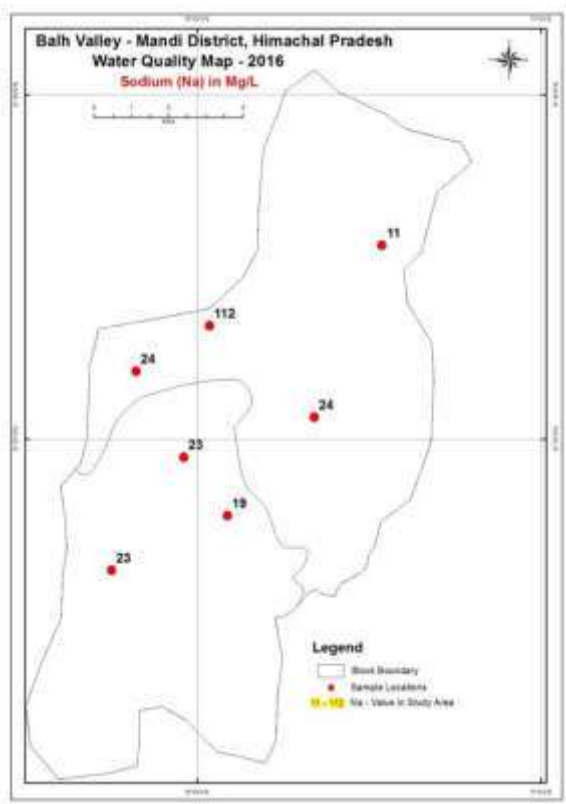 Balh Valley - Mandi District, Himachal Pradesh
Water Quality Map - 2016
Sodium (Na) in Mg/L
11
112
24
24
23
19
23
Legend
Block Boundary
Sample Locations
11 - 112 Na - Value in Study Area